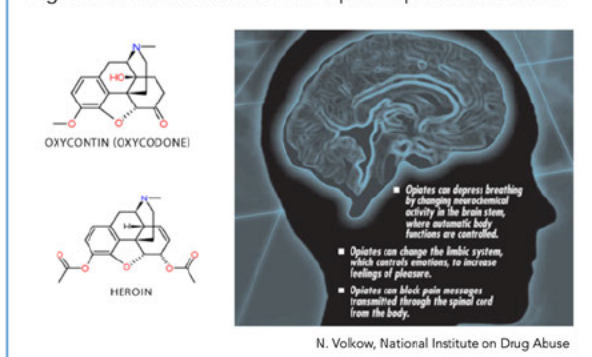 N
HO
O
O
O
OXYCONTIN (OXYCODONE)
N
H
O
O
O
O
O
HEROIN
▪ Opiates can depress breathing
by changing neurochemical
activity in the brain stem,
where automatic body
functions are controlled.
▪ Opiates can change the limbic system,
which controls emotions, to increase
feelings of pleasure.
▪ Opiates can block pain messages
transmitted through the spinal cord
from the body.
N. Volkow, National Institute on Drug Abuse